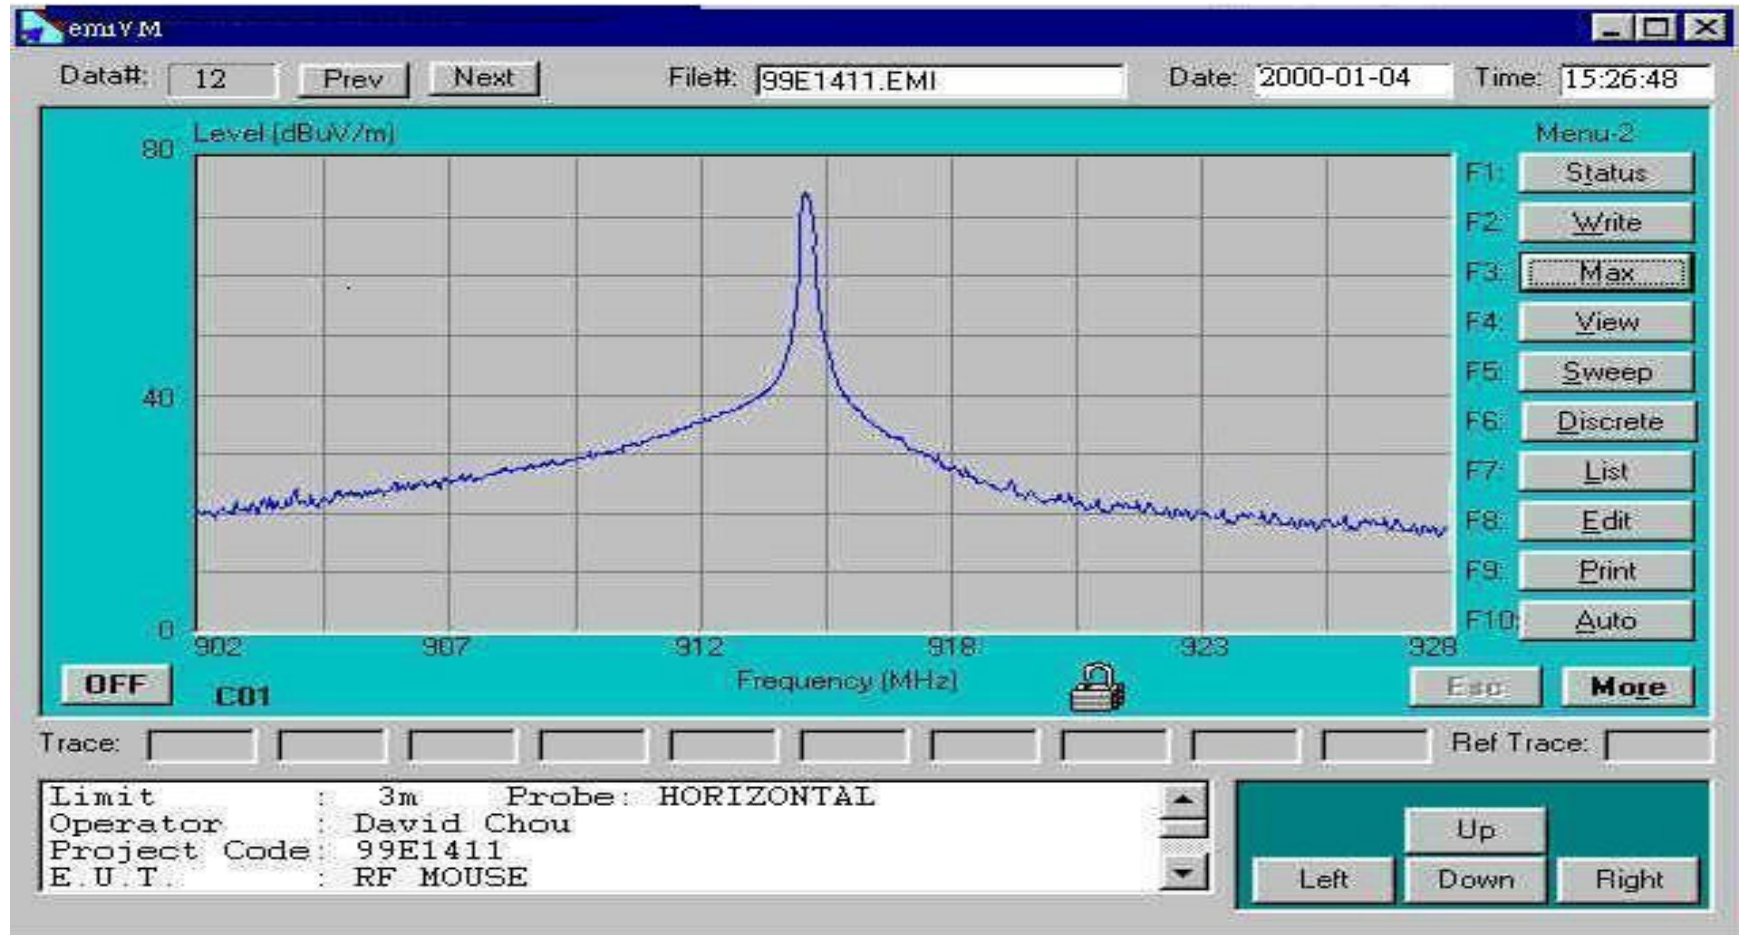 emiVM
Data#: 12 Prev Next File#: 99E1411.EMI Date: 2000-01-04 Time: 15:26:48
Level (dBuV/m) Menu-2
80
40
0
902 907 912 918 923 928
Frequency (MHz)
F1: Status
F2: Write
F3: Max
F4: View
F5: Sweep
F6: Discrete
F7: List
F8: Edit
F9: Print
F10: Auto
OFF C01 Esc More
Trace: Ref Trace:
Limit : 3m Probe: HORIZONTAL
Operator : David Chou
Project Code: 99E1411
E.U.T. : RF MOUSE
Up
Left Down Right